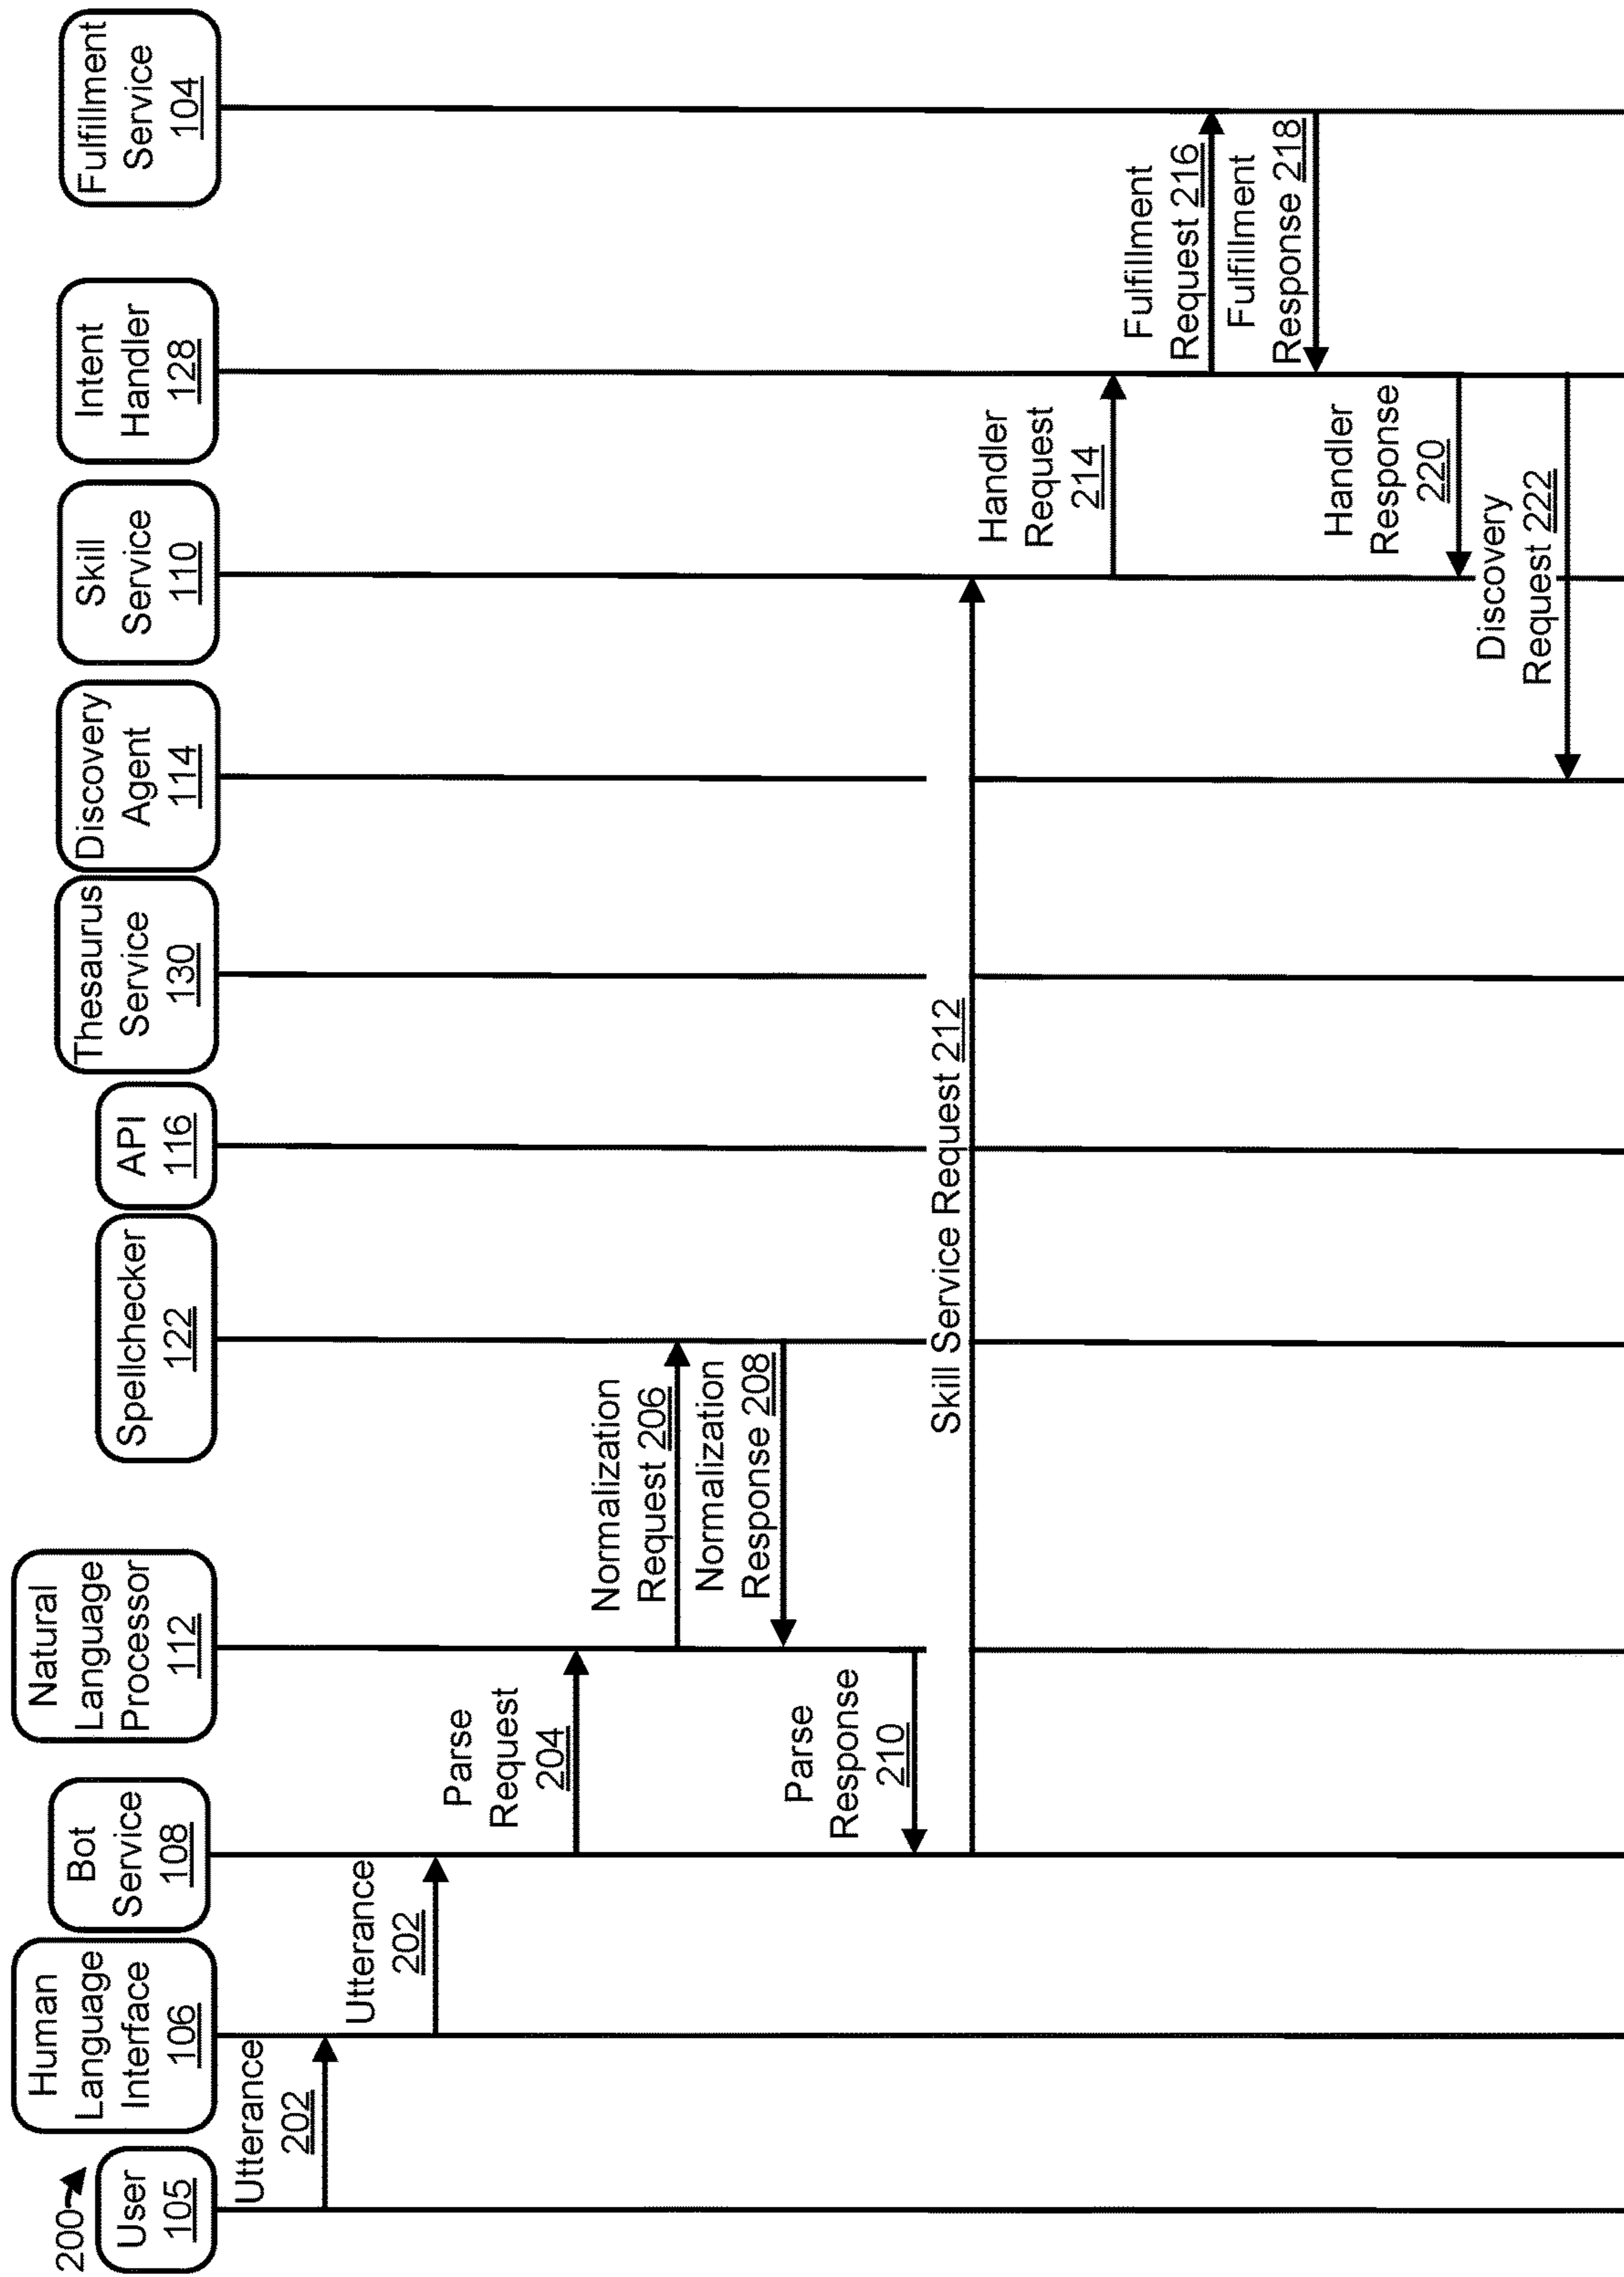 200
User
105
Human
Language
Interface
106
Bot
Service
108
Natural
Language
Processor
112
Spellchecker
122
API
116
Thesaurus
Service
130
Discovery
Agent
114
Skill
Service
110
Intent
Handler
128
Fulfillment
Service
104
Utterance
202
Utterance
202
Parse
Request
204
Normalization
Request 206
Normalization
Response 208
Parse
Response
210
Skill Service Request 212
Handler
Request
214
Fulfillment
Request 216
Fulfillment
Response 218
Handler
Response
220
Discovery
Request 222